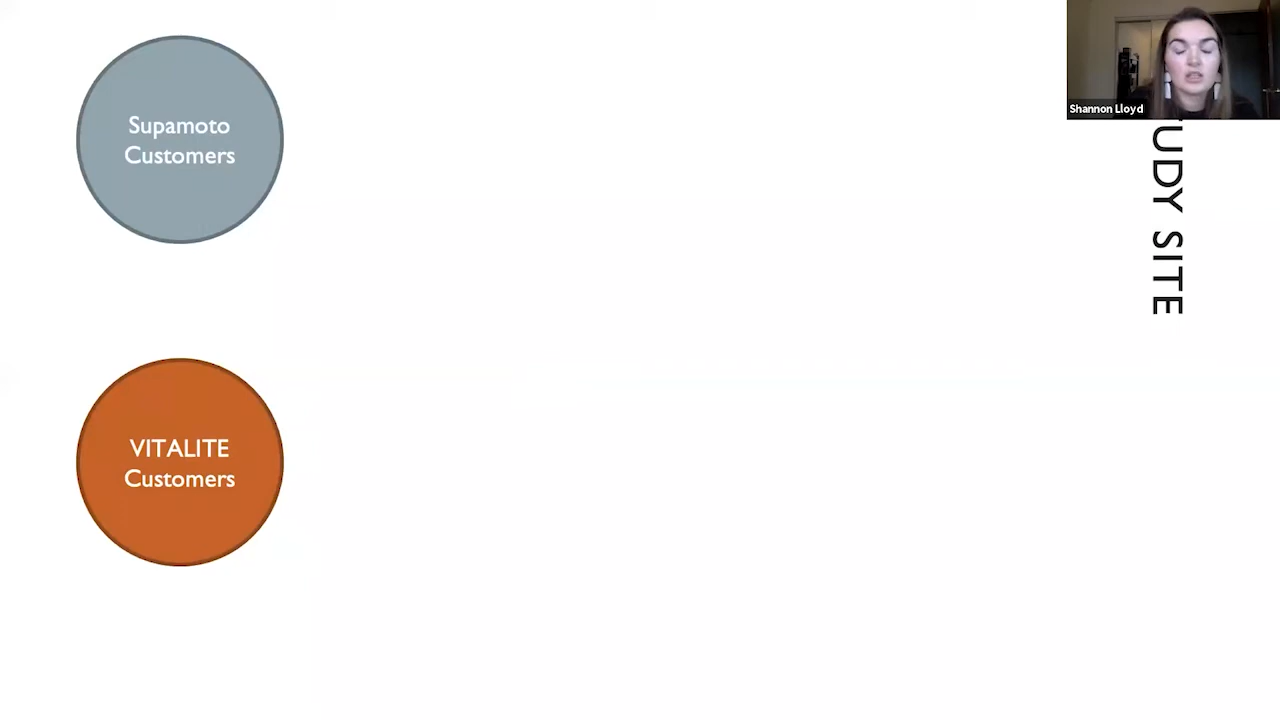 Supamoto
Customers
Shannon Lloyd
UDY SITE
VITALITE
Customers